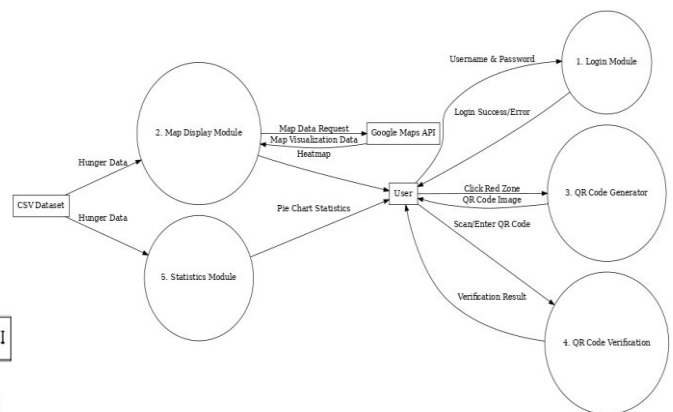 1. Login Module
Username & Password
Login Success/Error
2. Map Display Module
Map Data Request
Map Visualization Data
Google Maps API
Heatmap
Hunger Data
CSV Dataset
Hunger Data
User
Click Red Zone
QR Code Image
3. QR Code Generator
Pie Chart Statistics
Scan/Enter QR Code
5. Statistics Module
Verification Result
4. QR Code Verification
I